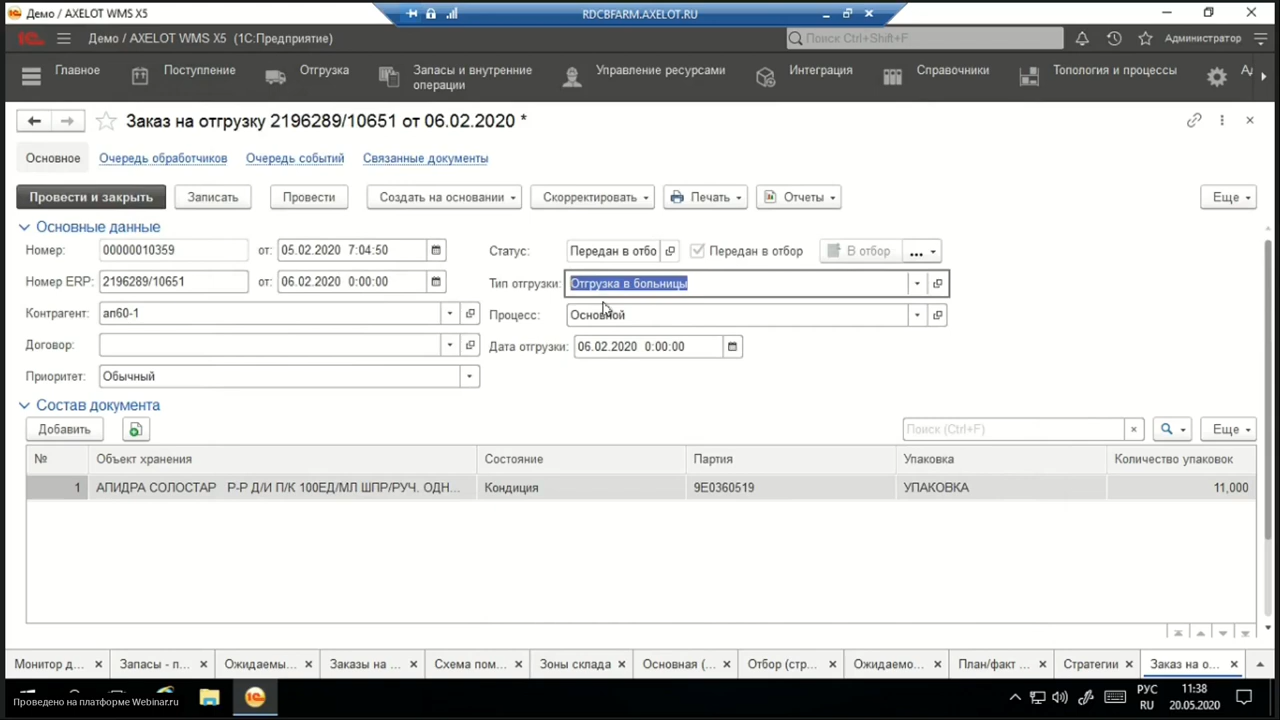 Демо / AXELOT WMS X5
RDCBFARM.AXELOT.RU
Демо / AXELOT WMS X5 (1С:Предприятие)
Поиск Ctrl+Shift+F
Администратор
Главное
Поступление
Отгрузка
Запасы и внутренние операции
Управление ресурсами
Интеграция
Справочники
Топология и процессы
Заказ на отгрузку 2196289/10651 от 06.02.2020 *
Основное Очередь обработчиков Очередь событий Связанные документы
Провести и закрыть Записать Провести Создать на основании Скорректировать Печать Отчеты Еще
Основные данные
Номер: 00000010359 от: 05.02.2020 7:04:50 Статус: Передан в отбо Передан в отбор В отбор ...
Номер ERP: 2196289/10651 от: 06.02.2020 0:00:00 Тип отгрузки: Отгрузка в больницы
Контрагент: ап60-1 Процесс: Основной
Договор: Дата отгрузки: 06.02.2020 0:00:00
Приоритет: Обычный
Состав документа
Добавить Поиск (Ctrl+F) Еще
№ Объект хранения Состояние Партия Упаковка Количество упаковок
1 АПИДРА СОЛОСТАР Р-Р Д/И П/К 100ЕД/МЛ ШПР/РУЧ. ОДН... Кондиция 9E0360519 УПАКОВКА 11,000
Монитор д... Запасы - п... Ожидаемы... Заказы на ... Схема пом... Зоны склада Основная (... Отбор (стр... Ожидаемо... План/факт ... Стратегии Заказ на о...
Проведено на платформе Webinar.ru
РУС 11:38
RU 20.05.2020